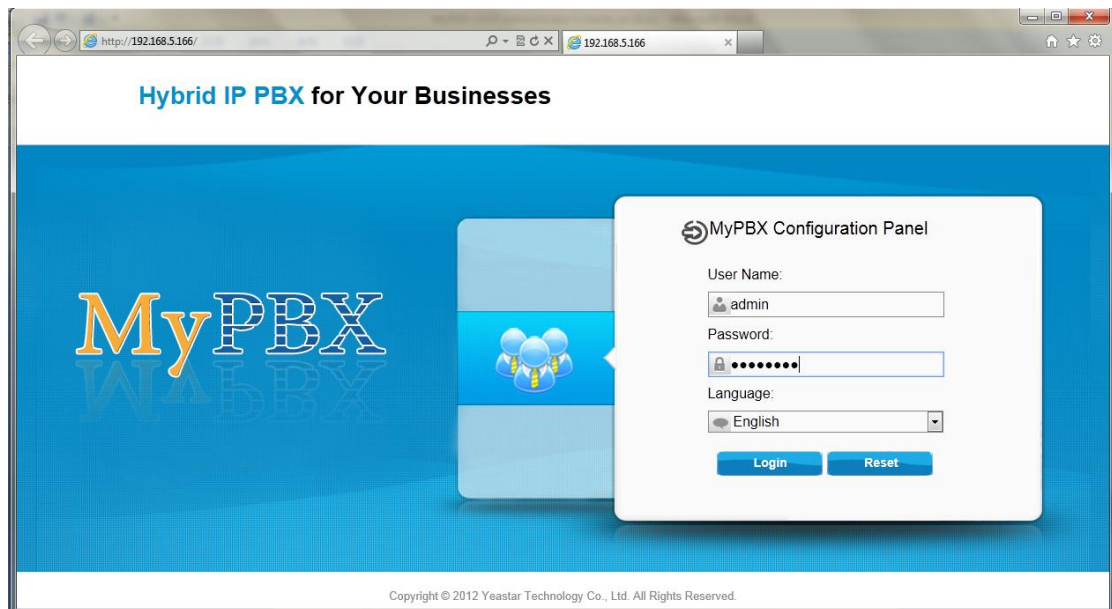 http://192.168.5.166/
192.168.5.166
Hybrid IP PBX for Your Businesses
MyPBX
MyPBX Configuration Panel
User Name:
admin
Password:
••••••••
Language:
English
Login Reset
Copyright © 2012 Yeastar Technology Co., Ltd. All Rights Reserved.